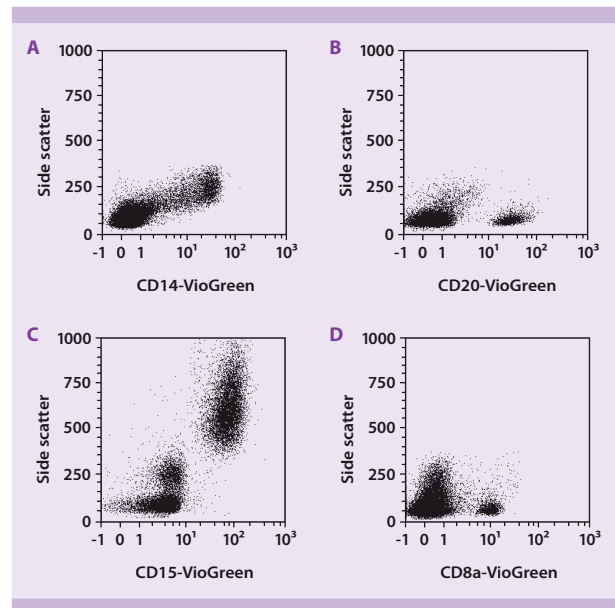 A
1000
750
500
250
0
Side scatter
-1 0 1 10¹ 10² 10³
CD14-VioGreen
B
1000
750
500
250
0
Side scatter
-1 0 1 10¹ 10² 10³
CD20-VioGreen
C
1000
750
500
250
0
Side scatter
-1 0 1 10¹ 10² 10³
CD15-VioGreen
D
1000
750
500
250
0
Side scatter
-1 0 1 10¹ 10² 10³
CD8a-VioGreen